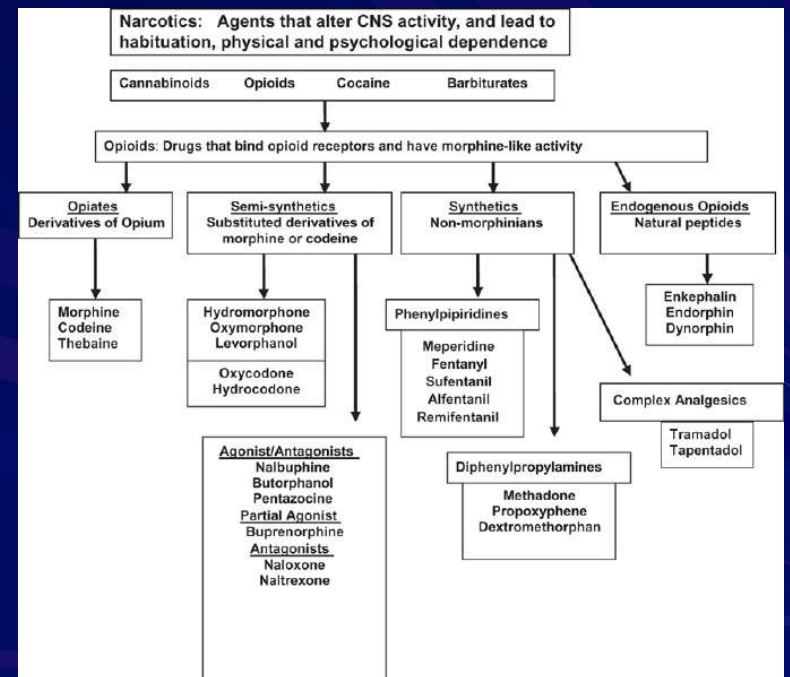 Narcotics: Agents that alter CNS activity, and lead to
habituation, physical and psychological dependence
Cannabinoids Opioids Cocaine Barbiturates
Opioids: Drugs that bind opioid receptors and have morphine-like activity
Opiates
Derivatives of Opium
Semi-synthetics
Substituted derivatives of
morphine or codeine
Synthetics
Non-morphinians
Endogenous Opioids
Natural peptides
Morphine
Codeine
Thebaine
Hydromorphone
Oxymorphone
Levorphanol
Oxycodone
Hydrocodone
Phenylpipiridines
Meperidine
Fentanyl
Sufentanil
Alfentanil
Remifentanil
Enkephalin
Endorphin
Dynorphin
Complex Analgesics
Tramadol
Tapentadol
Agonist/Antagonists
Nalbuphine
Butorphanol
Pentazocine
Partial Agonist
Buprenorphine
Antagonists
Naloxone
Naltrexone
Diphenylpropylamines
Methadone
Propoxyphene
Dextromethorphan